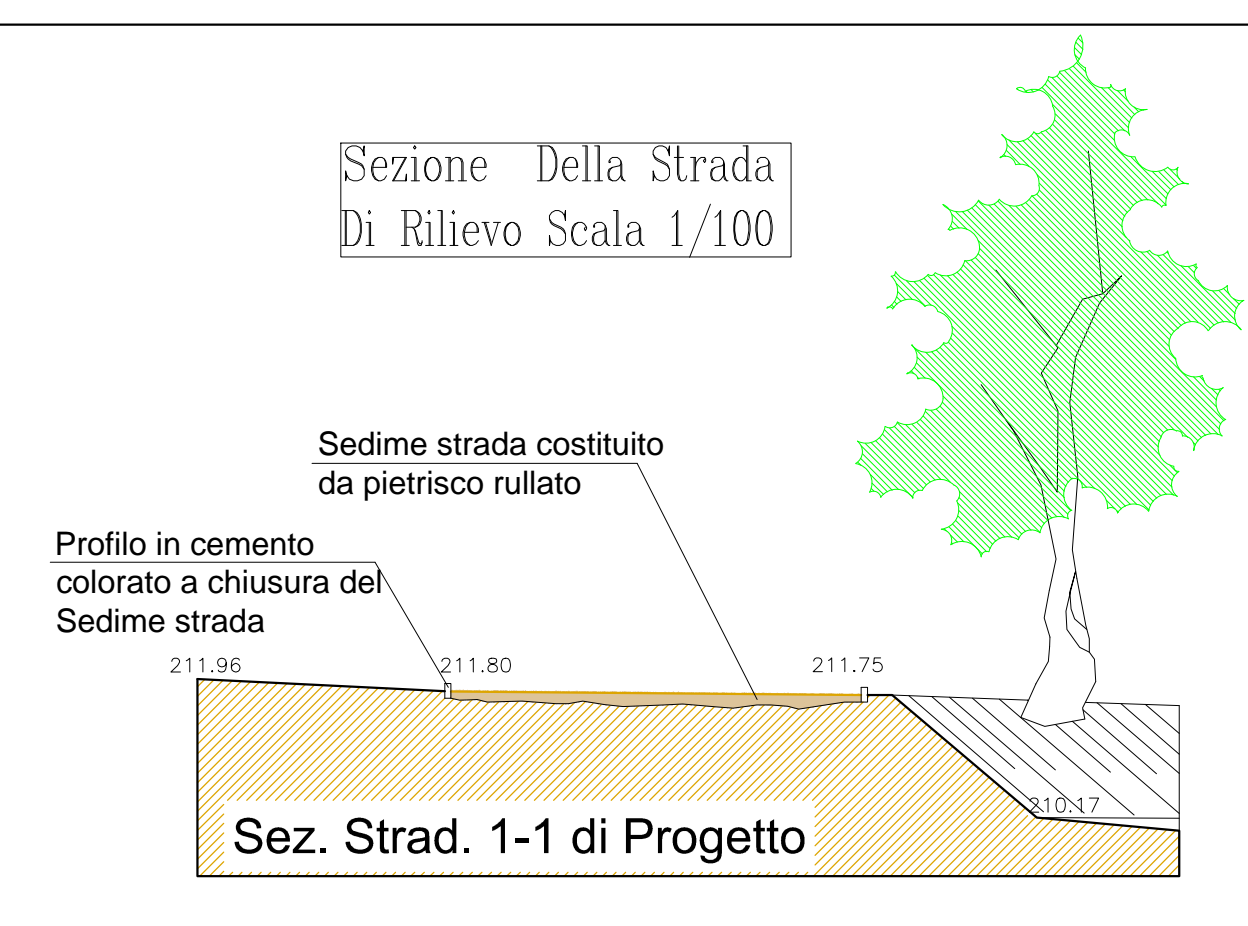 Sezione Della Strada
Di Rilievo Scala 1/100
Sedime strada costituito
da pietrisco rullato
Profilo in cemento
colorato a chiusura del
Sedime strada
211.96
211.80
211.75
210.17
Sez. Strad. 1-1 di Progetto